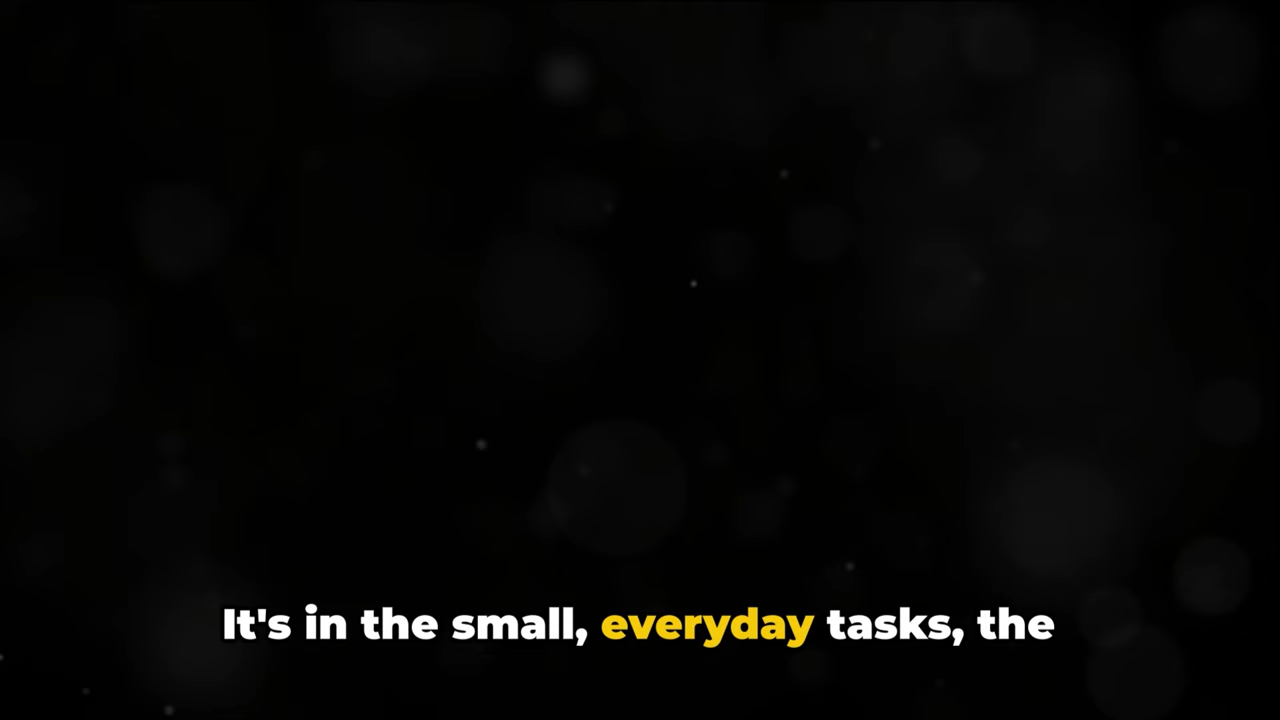 It's in the small, everyday tasks, the